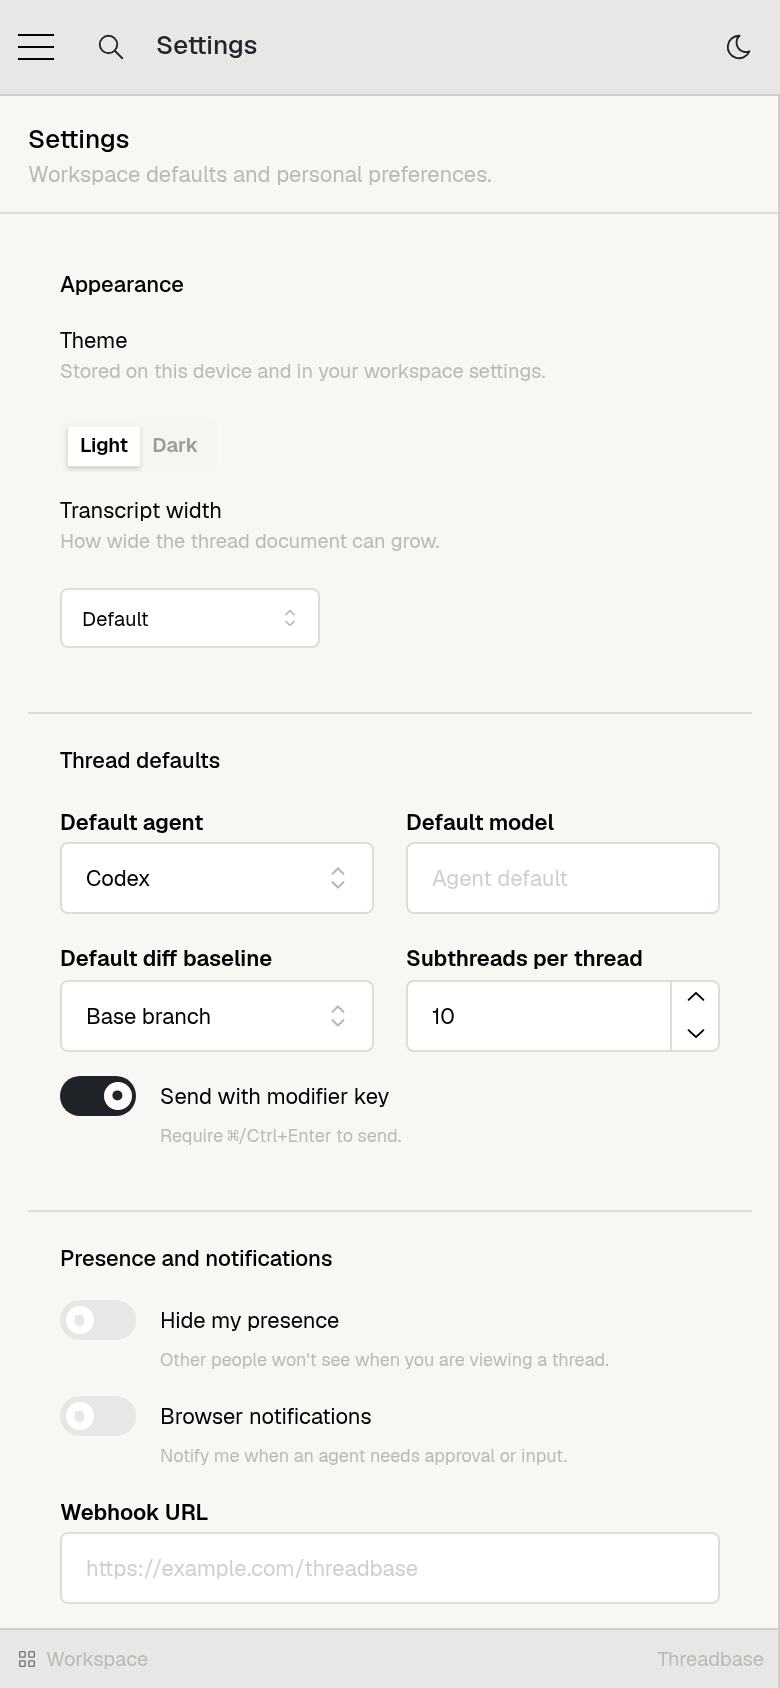 Settings
Settings
Workspace defaults and personal preferences.
Appearance
Theme
Stored on this device and in your workspace settings.
Light Dark
Transcript width
How wide the thread document can grow.
Default
Thread defaults
Default agent Default model
Codex Agent default
Default diff baseline Subthreads per thread
Base branch 10
Send with modifier key
Require ⌘/Ctrl+Enter to send.
Presence and notifications
Hide my presence
Other people won't see when you are viewing a thread.
Browser notifications
Notify me when an agent needs approval or input.
Webhook URL
https://example.com/threadbase
Workspace Threadbase